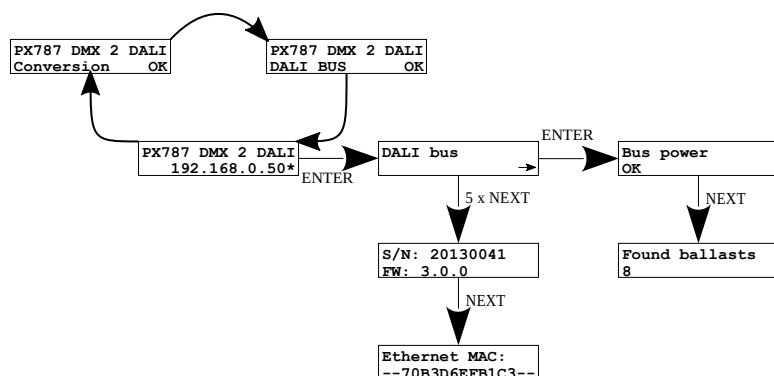 PX787 DMX 2 DALI
Conversion OK
PX787 DMX 2 DALI
DALI BUS OK
PX787 DMX 2 DALI
192.168.0.50*
ENTER
DALI bus
ENTER
Bus power
OK
5 x NEXT
NEXT
S/N: 20130041
FW: 3.0.0
Found ballasts
8
NEXT
Ethernet MAC:
--70B3D6EFB1C3--